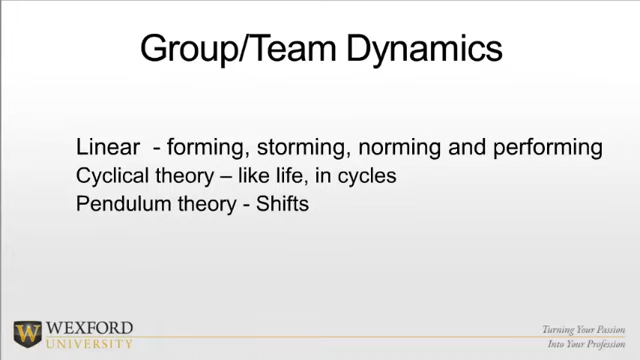 Group/Team Dynamics
Linear - forming, storming, norming and performing
Cyclical theory – like life, in cycles
Pendulum theory - Shifts
W WEXFORD
UNIVERSITY
Turning Your Passion
Into Your Profession